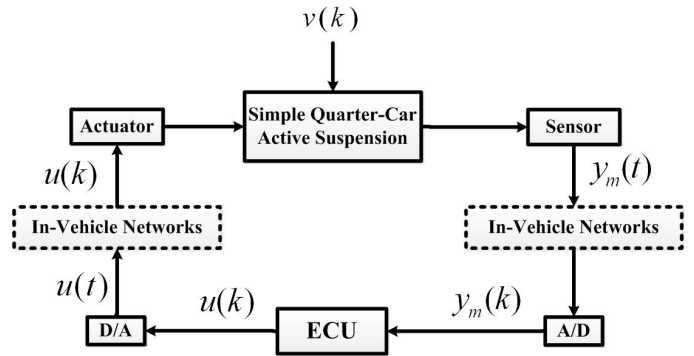 v(k)
Simple Quarter-Car
Active Suspension
Actuator
Sensor
u(k)
y_m(t)
In-Vehicle Networks
In-Vehicle Networks
u(t)
u(k)
y_m(k)
D/A
ECU
A/D